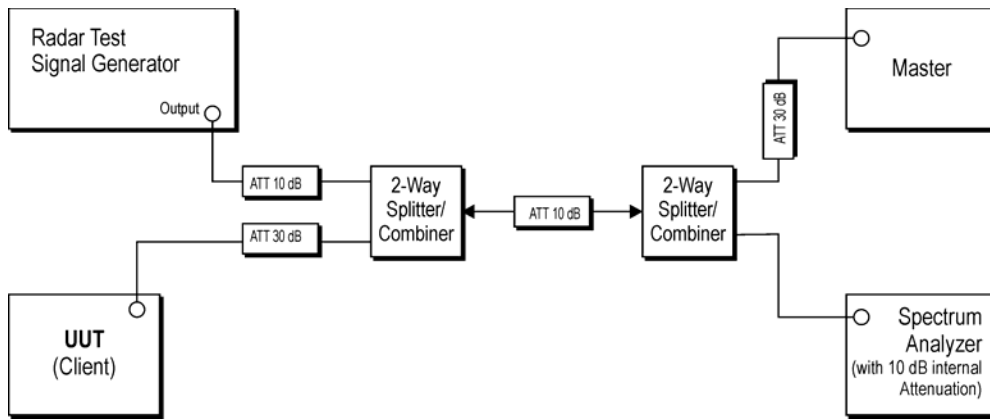 Radar Test
Signal Generator
Output
ATT 10 dB
ATT 30 dB
UUT
(Client)
2-Way
Splitter/
Combiner
ATT 10 dB
2-Way
Splitter/
Combiner
ATT 30 dB
Master
Spectrum
Analyzer
(with 10 dB internal
Attenuation)